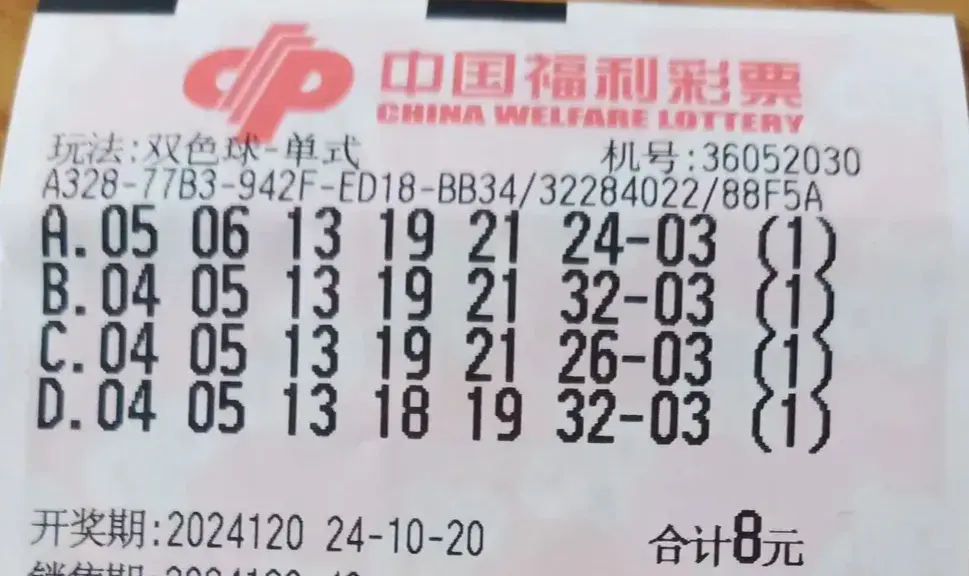 中国福利彩票
CHINA WELFARE LOTTERY
玩法:双色球-单式 机号:36052030
A328-77B3-942F-ED18-BB34/32284022/88F5A
A.05 06 13 19 21 24-03 (1)
B.04 05 13 19 21 32-03 (1)
C.04 05 13 19 21 26-03 (1)
D.04 05 13 18 19 32-03 (1)
开奖期:2024120 24-10-20 合计8元